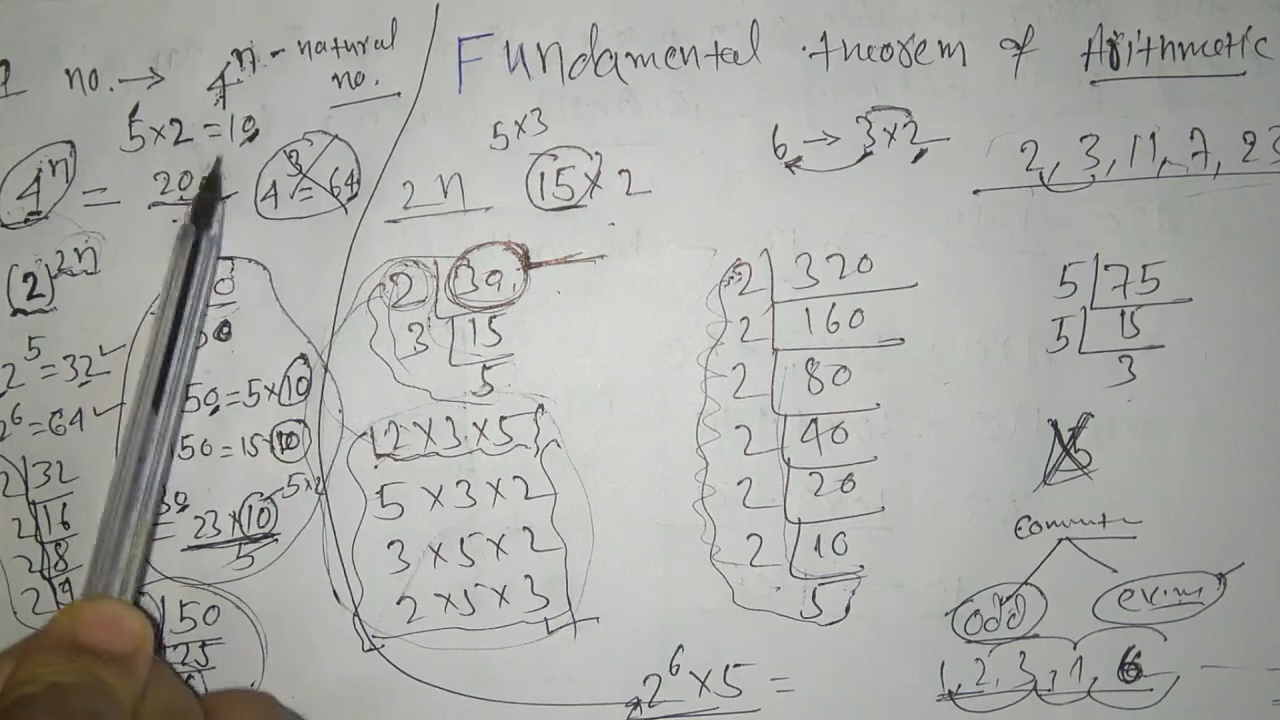 no. → 4ⁿ - natural no.
5×2=10
4ⁿ = 20
4³ = 64
(2)²ⁿ
2⁵ = 32
2⁶ = 64
50 = 5×10
150 = 15×10
23×10 5×2
5
2 32
2 16
2 8
2 4
150
25
Fundamental theorem of Arithmetic
5×3
2n 15×2
6 → 3×2
2, 3, 11, 7, 23
2 30
3 15
5
2×3×5
5×3×2
3×5×2
2×5×3
2 320
2 160
2 80
2 40
2 20
2 10
5
2⁶×5 =
5 75
5 15
3
odd
1, 2, 3, 1, 6